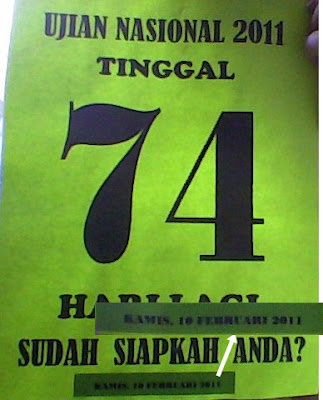 UJIAN NASIONAL 2011
TINGGAL
74
HARI LAGI
KAMIS, 10 FEBRUARI 2011
SUDAH SIAPKAH ANDA?
KAMIS, 10 FEBRUARI 2011